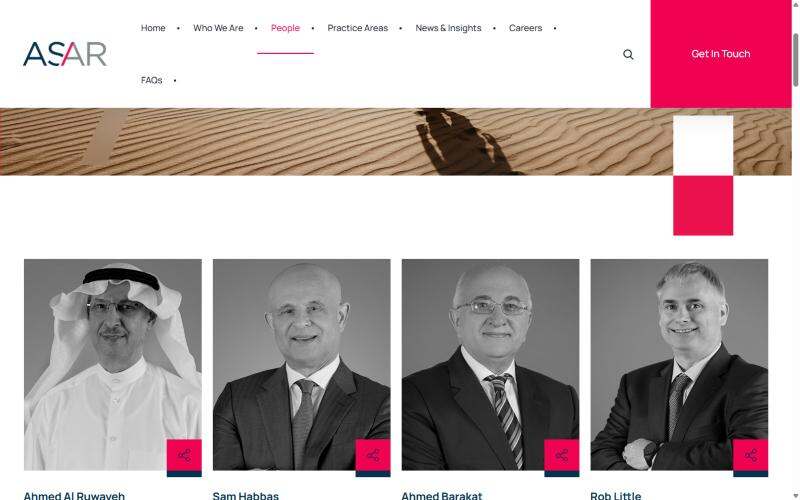 Home • Who We Are • People • Practice Areas • News & Insights • Careers •
ASAR
Get In Touch
FAQs •
Ahmed Al Ruwayeh
Sam Habbas
Ahmed Barakat
Rob Little